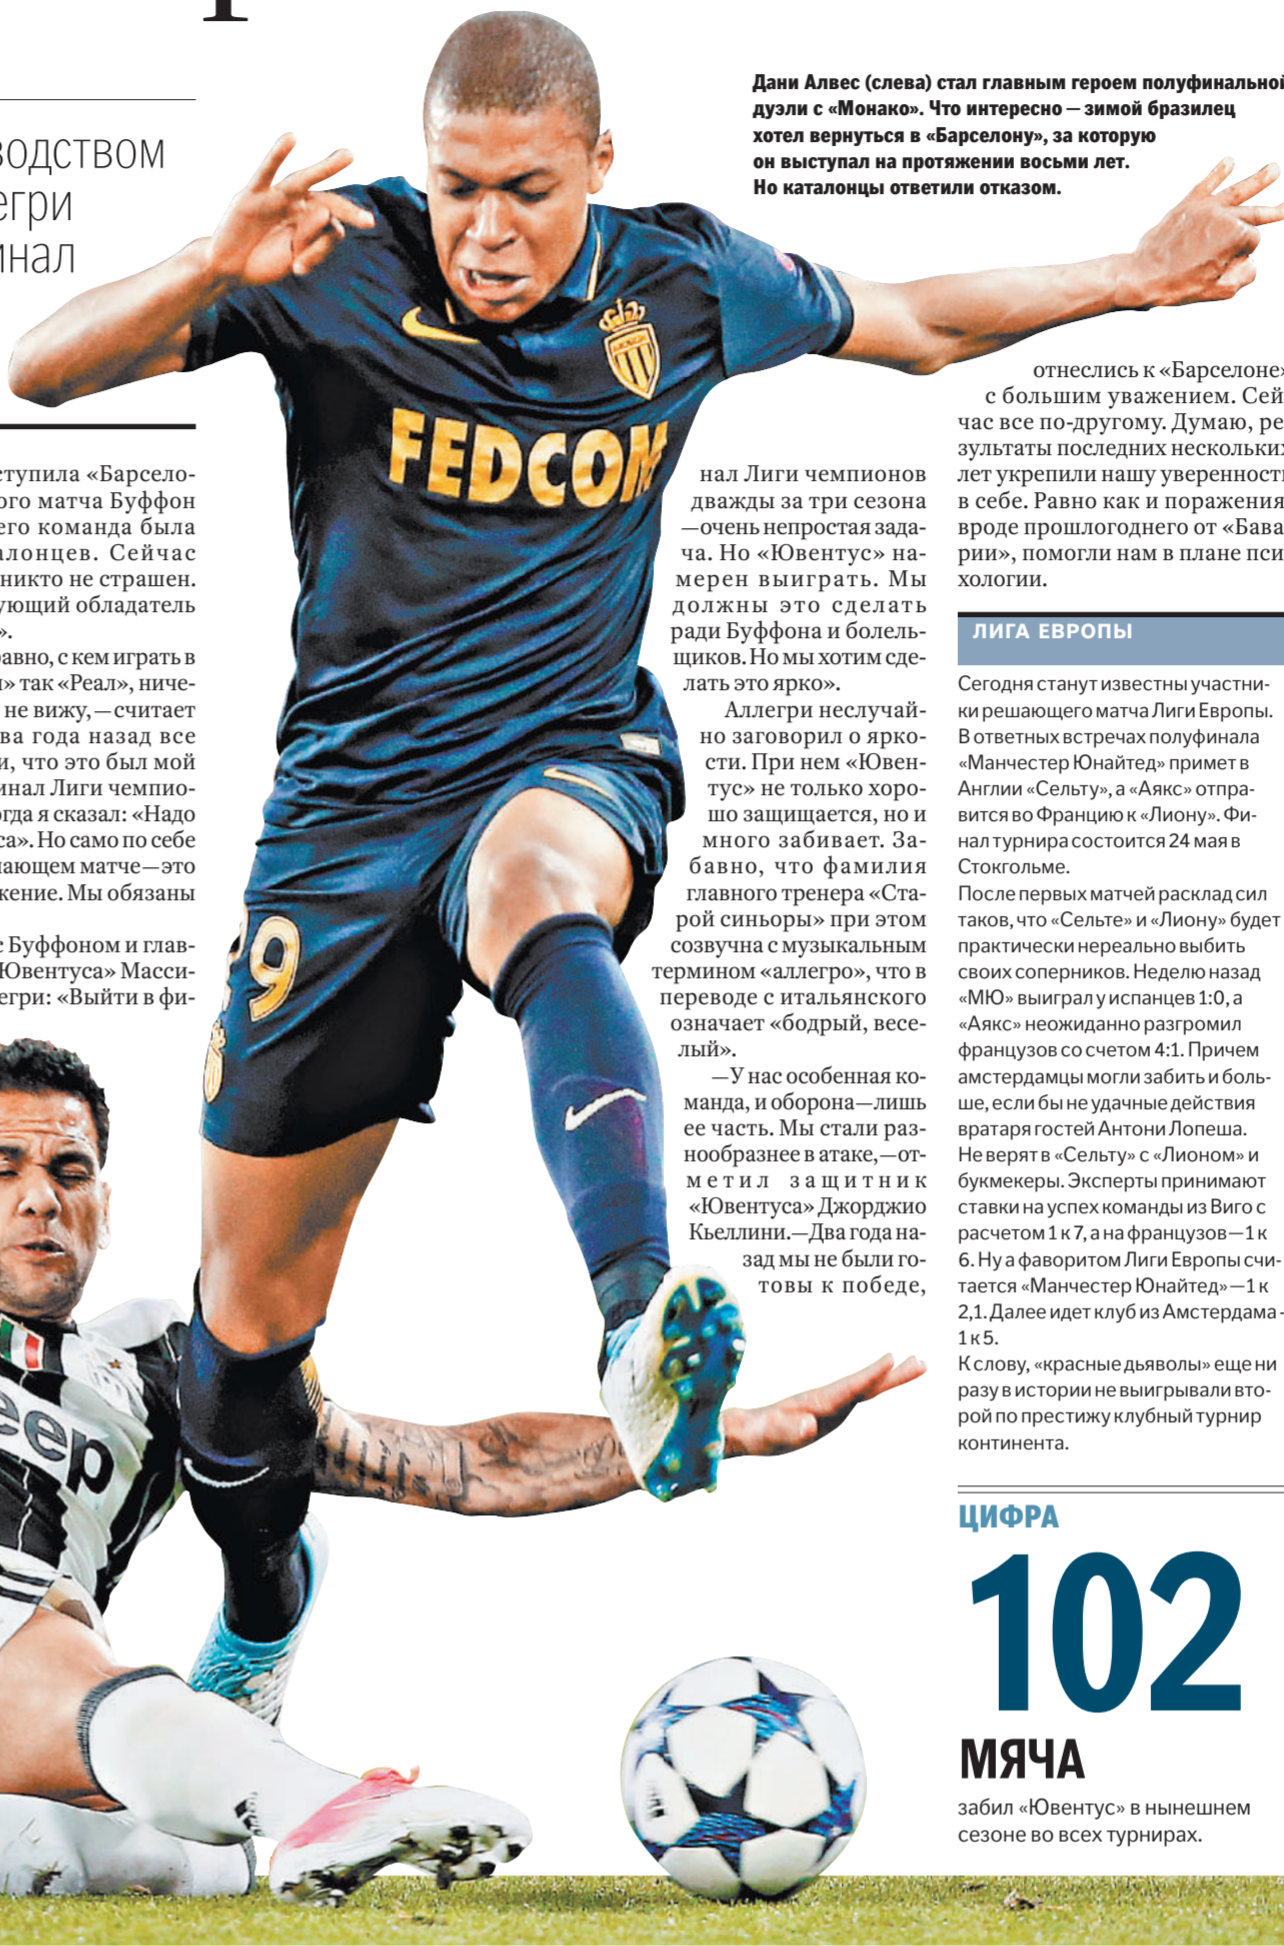 водством
егри
инал
ступила «Барсело-
ого матча Буффон
его команда была
алонцев. Сейчас
никто не страшен.
ующий обладатель
».
авно, с кем играть в
» так «Реал», ниче-
не вижу, — считает
ва года назад все
и, что это был мой
инал Лиги чемпио-
огда я сказал: «Надо
са». Но само по себе
ающем матче — это
жение. Мы обязаны
с Буффоном и глав-
Ювентуса» Масси-
егри: «Выйти в фи-
Дани Алвес (слева) стал главным героем полуфинальной
дуэли с «Монако». Что интересно — зимой бразилец
хотел вернуться в «Барселону», за которую
он выступал на протяжении восьми лет.
Но каталонцы ответили отказом.
FEDCOM
29
eep
нал Лиги чемпионов
дважды за три сезона
— очень непростая зада-
ча. Но «Ювентус» на-
мерен выиграть. Мы
должны это сделать
ради Буффона и болель-
щиков. Но мы хотим сде-
лать это ярко».
Аллегри неслучай-
но заговорил о ярко-
сти. При нем «Ювен-
тус» не только хоро-
шо защищается, но и
много забивает. За-
бавно, что фамилия
главного тренера «Ста-
рой синьоры» при этом
созвучна с музыкальным
термином «аллегро», что в
переводе с итальянского
означает «бодрый, весе-
лый».
— У нас особенная ко-
манда, и оборона — лишь
ее часть. Мы стали раз-
нообразнее в атаке, — от-
метил защитник
«Ювентуса» Джорджио
Кьеллини. — Два года на-
зад мы не были го-
товы к победе,
отнеслись к «Барселоне»
с большим уважением. Сей
час все по-другому. Думаю, ре
зультаты последних нескольких
лет укрепили нашу уверенность
в себе. Равно как и поражения
вроде прошлогоднего от «Бава
рии», помогли нам в плане пси
хологии.
ЛИГА ЕВРОПЫ
Сегодня станут известны участни-
ки решающего матча Лиги Европы.
В ответных встречах полуфинала
«Манчестер Юнайтед» примет в
Англии «Сельту», а «Аякс» отпра-
вится во Францию к «Лиону». Фи-
нал турнира состоится 24 мая в
Стокгольме.
После первых матчей расклад сил
таков, что «Сельте» и «Лиону» будет
практически нереально выбить
своих соперников. Неделю назад
«МЮ» выиграл у испанцев 1:0, а
«Аякс» неожиданно разгромил
французов со счетом 4:1. Причем
амстердамцы могли забить и боль-
ше, если бы не удачные действия
вратаря гостей Антони Лопеша.
Не верят в «Сельту» с «Лионом» и
букмекеры. Эксперты принимают
ставки на успех команды из Виго с
расчетом 1 к 7, а на французов — 1 к
6. Ну а фаворитом Лиги Европы счи-
тается «Манчестер Юнайтед» — 1 к
2,1. Далее идет клуб из Амстердама -
1 к 5.
К слову, «красные дьяволы» еще ни
разу в истории не выигрывали вто-
рой по престижу клубный турнир
континента.
ЦИФРА
102
МЯЧА
забил «Ювентус» в нынешнем
сезоне во всех турнирах.